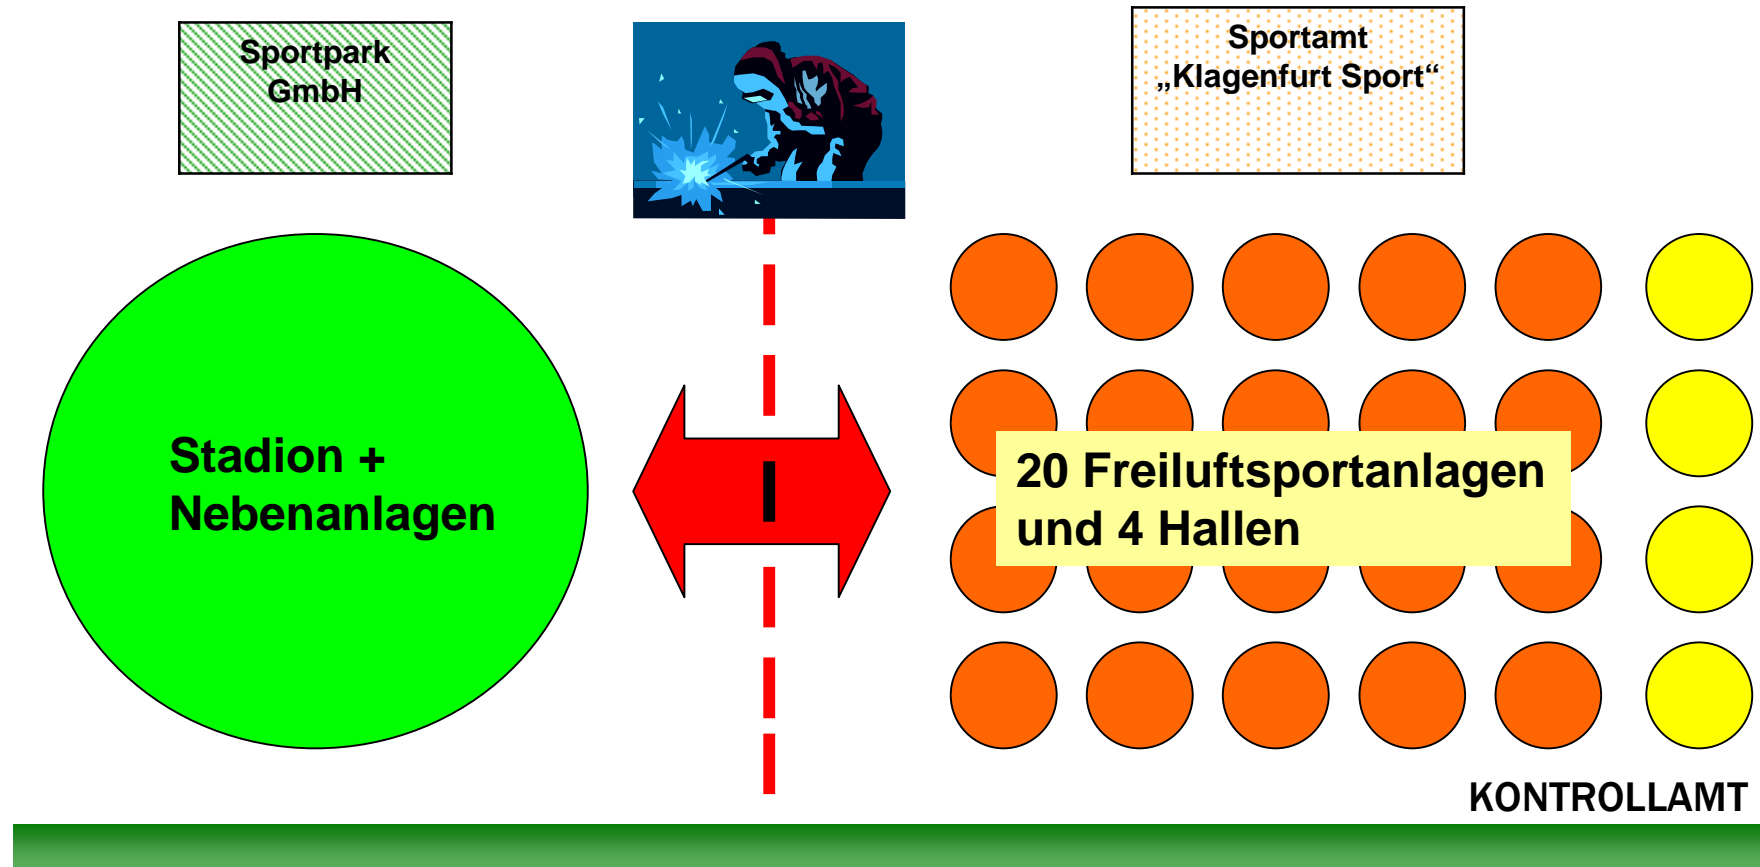 Sportpark
GmbH
Sportamt
„Klagenfurt Sport“
Stadion +
Nebenanlagen
I
20 Freiluftsportanlagen
und 4 Hallen
KONTROLLAMT